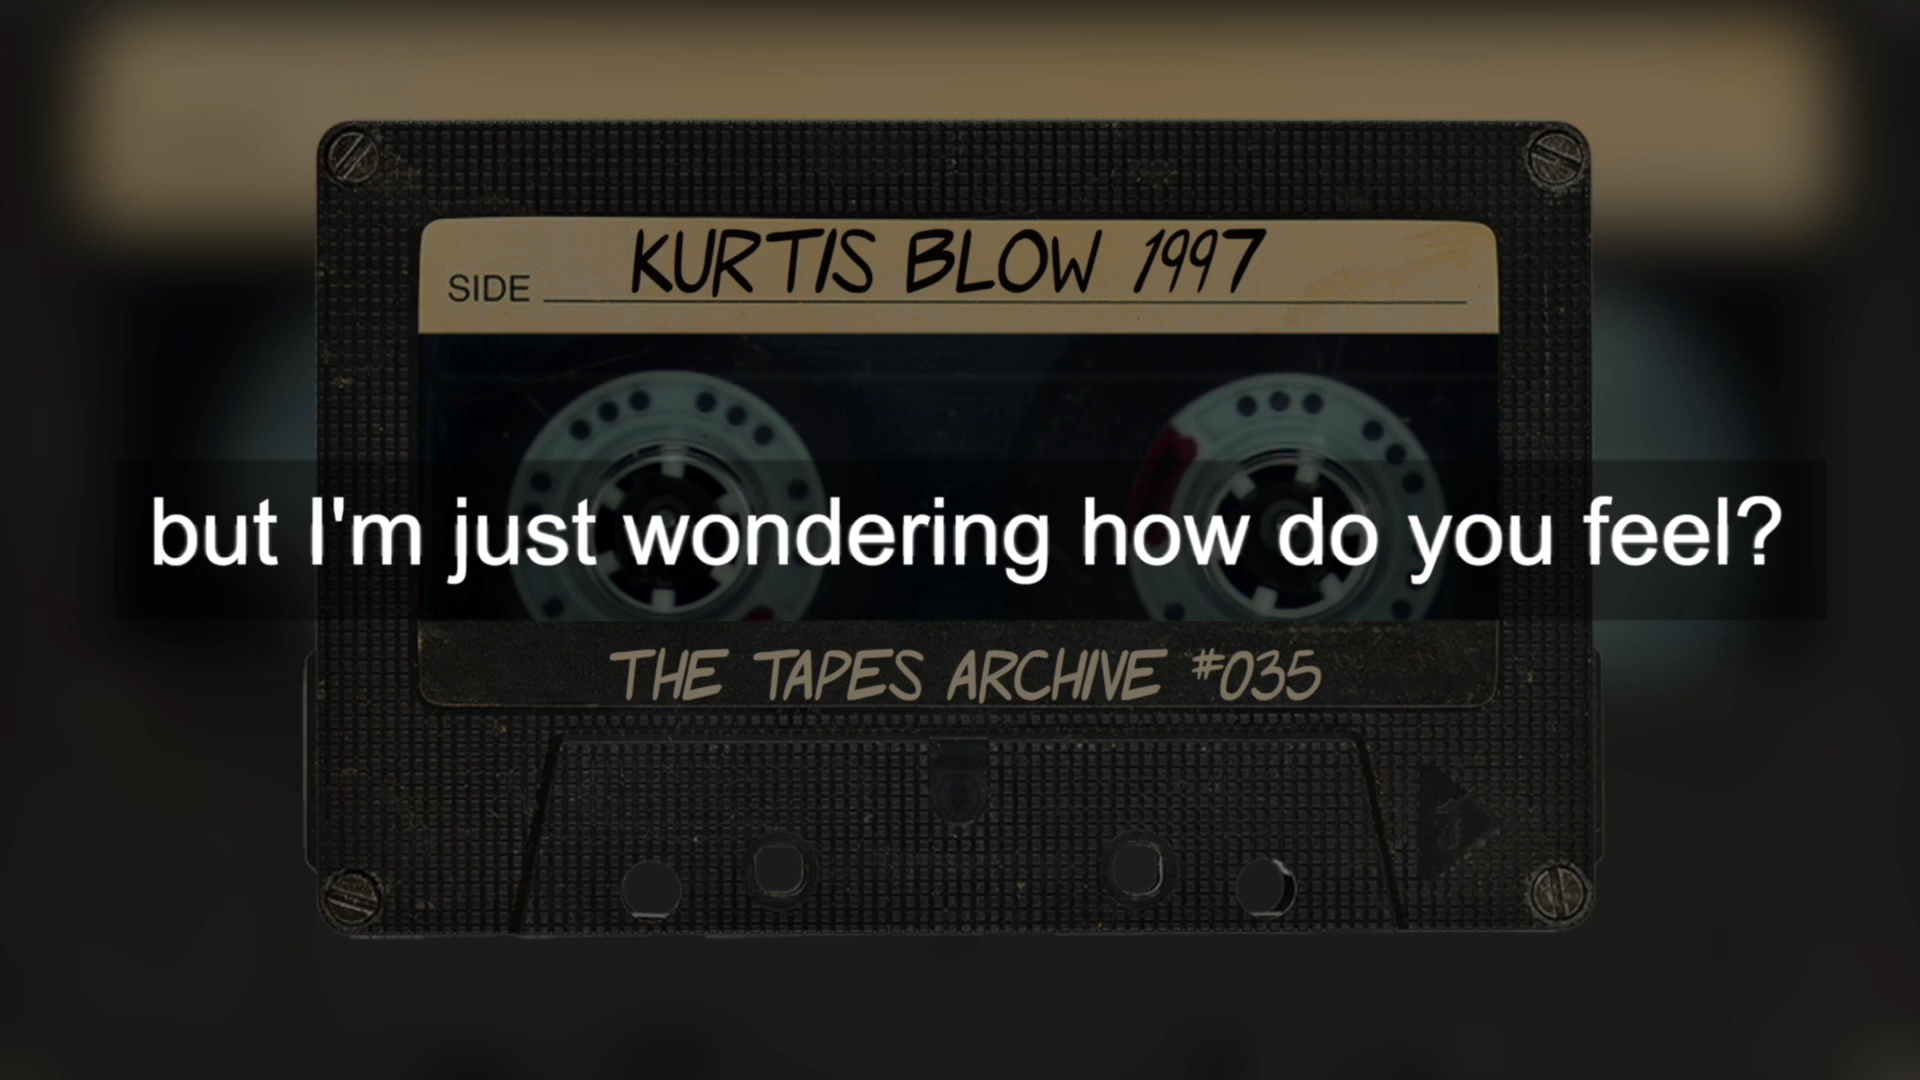 KURTIS BLOW 1997
SIDE
but I'm just wondering how do you feel?
THE TAPES ARCHIVE #035